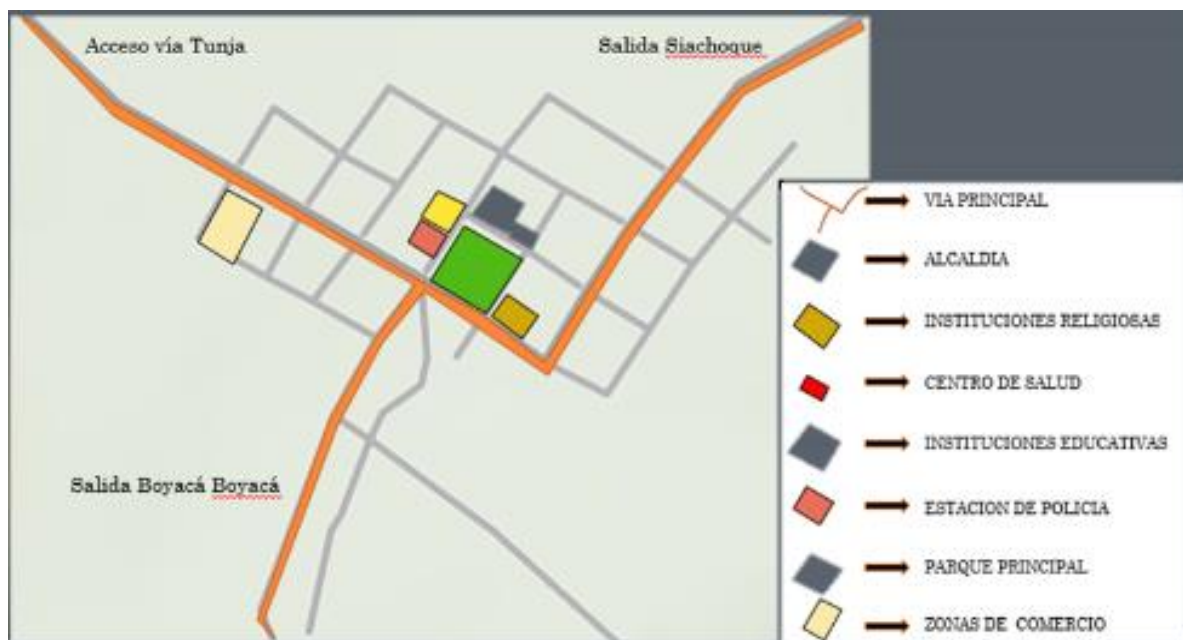 Acceso vía Tunja
Salida Siachoque
Salida Boyacá Boyacá
VIA PRINCIPAL
ALCALDIA
INSTITUCIONES RELIGIOSAS
CENTRO DE SALUD
INSTITUCIONES EDUCATIVAS
ESTACION DE POLICIA
PARQUE PRINCIPAL
ZONAS DE COMERCIO